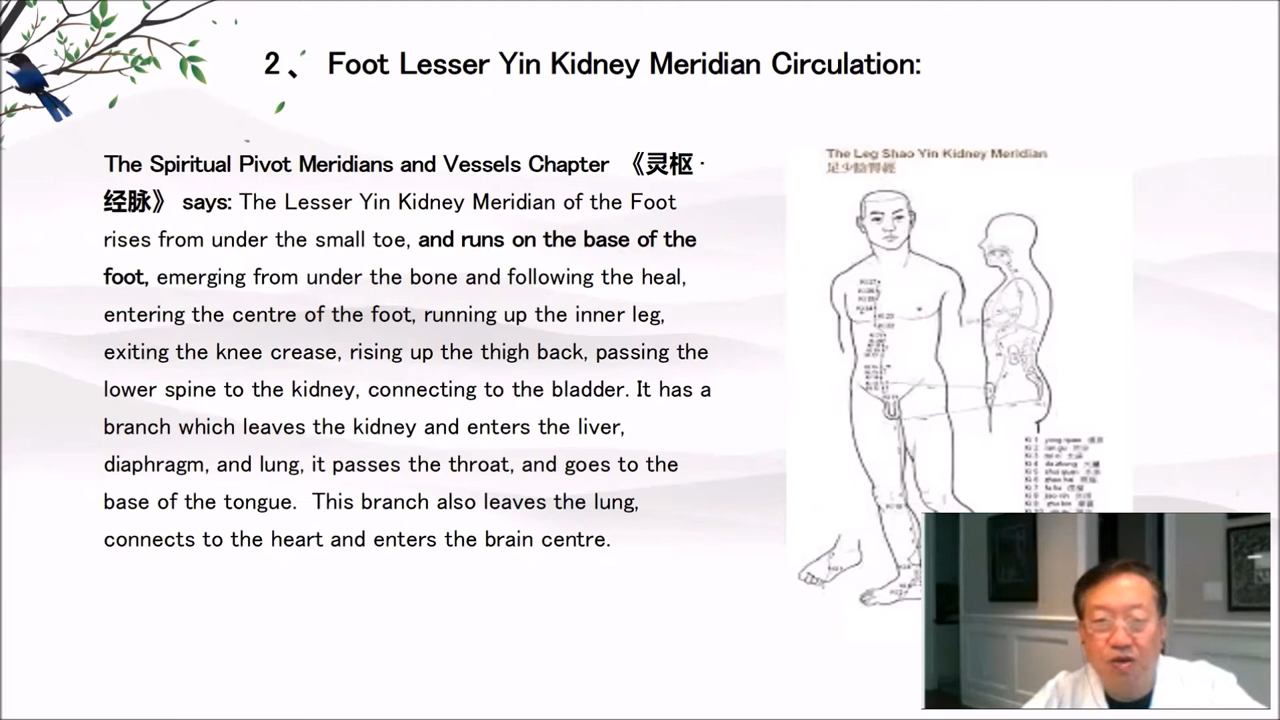 2、 Foot Lesser Yin Kidney Meridian Circulation:
The Spiritual Pivot Meridians and Vessels Chapter 《灵枢·
经脉》 says: The Lesser Yin Kidney Meridian of the Foot
rises from under the small toe, and runs on the base of the
foot, emerging from under the bone and following the heal,
entering the centre of the foot, running up the inner leg,
exiting the knee crease, rising up the thigh back, passing the
lower spine to the kidney, connecting to the bladder. It has a
branch which leaves the kidney and enters the liver,
diaphragm, and lung, it passes the throat, and goes to the
base of the tongue. This ranch also leaves the lung,
connects to the heart and enters the brain centre.
The Leg Shao Yin Kidney Meridian
足少陰腎經